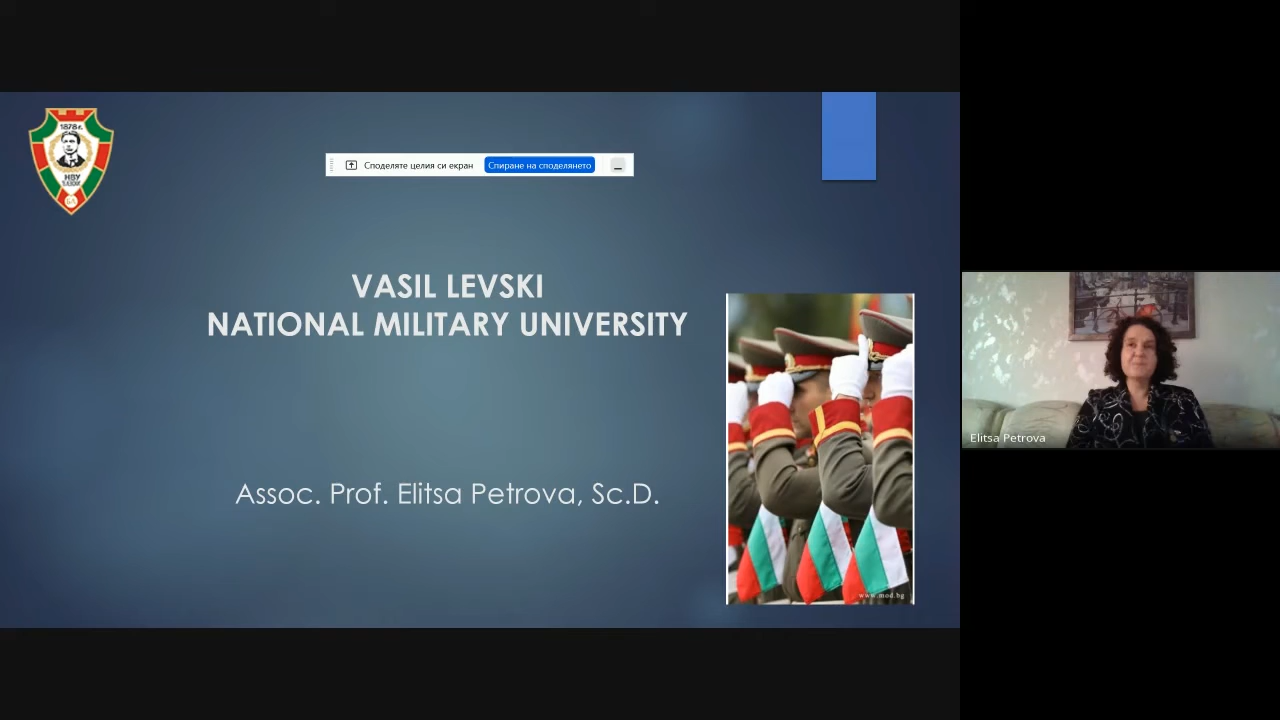 1878 г.
НВУ
Споделяте целия си екран
Спиране на споделянето
VASIL LEVSKI
NATIONAL MILITARY UNIVERSITY
Assoc. Prof. Elitsa Petrova, Sc.D.
www.mod.bg
Elitsa Petrova